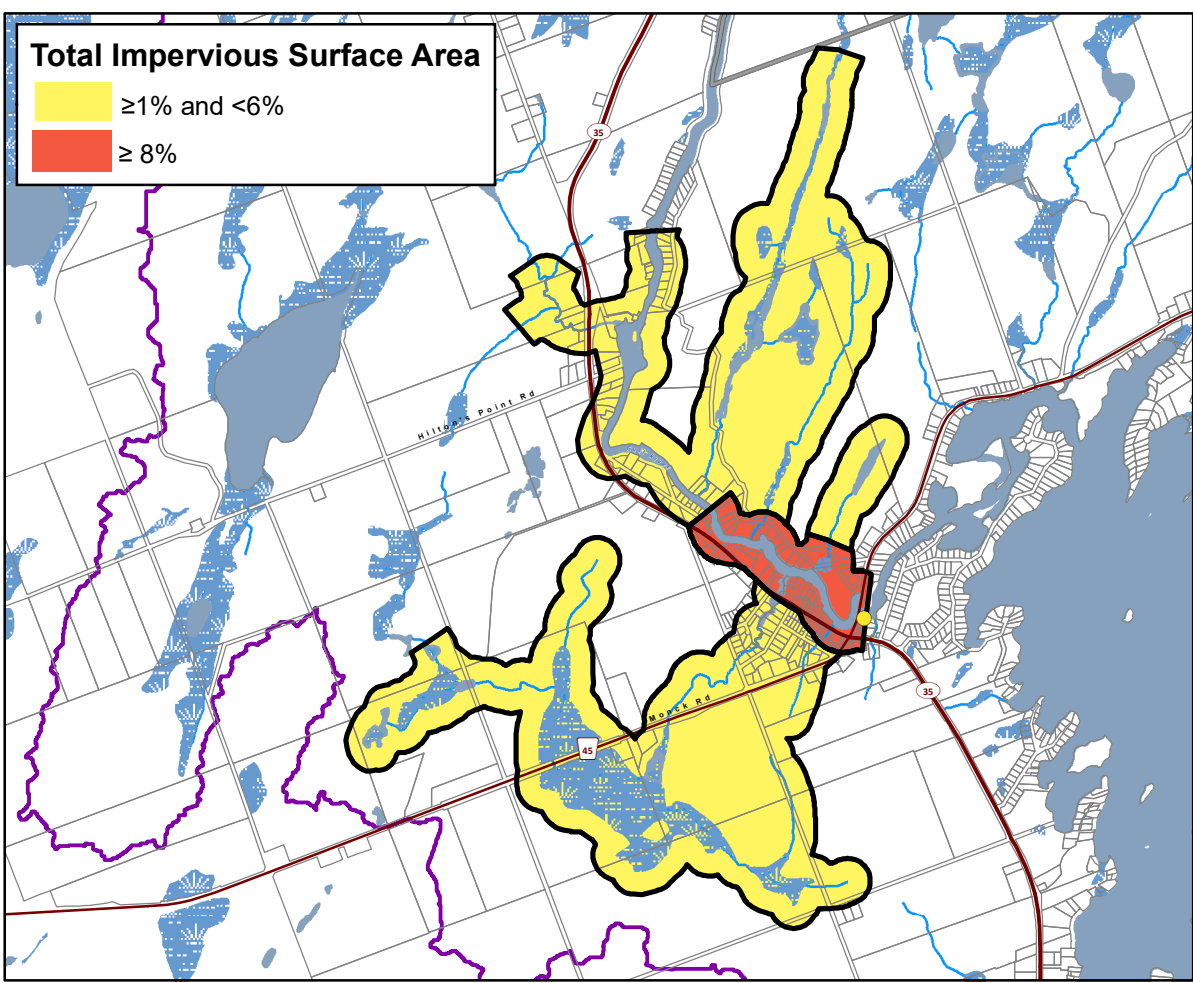 Total Impervious Surface Area
≥1% and <6%
≥ 8%
35
Hilton's Point Rd
Monck Rd
35
45